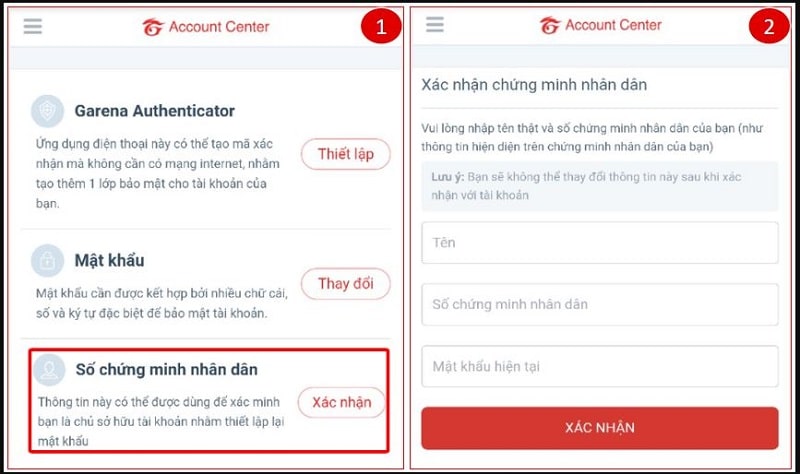 Account Center
1
Garena Authenticator
Ứng dụng điện thoại này có thể tạo mã xác
nhận mà không cần có mạng internet, nhằm
tạo thêm 1 lớp bảo mật cho tài khoản của
bạn.
Thiết lập
Mật khẩu
Mật khẩu cần được kết hợp bởi nhiều chữ cái,
số và ký tự đặc biệt để bảo mật tài khoản.
Thay đổi
Số chứng minh nhân dân
Thông tin này có thể được dùng để xác minh
bạn là chủ sở hữu tài khoản nhằm thiết lập lại
mật khẩu
Xác nhận
Account Center
2
Xác nhận chứng minh nhân dân
Vui lòng nhập tên thật và số chứng minh nhân dân của bạn (như
thông tin hiện diện trên chứng minh nhân dân của bạn)
Lưu ý: Bạn sẽ không thể thay đổi thông tin này sau khi xác
nhận với tài khoản
Tên
Số chứng minh nhân dân
Mật khẩu hiện tại
XÁC NHẬN